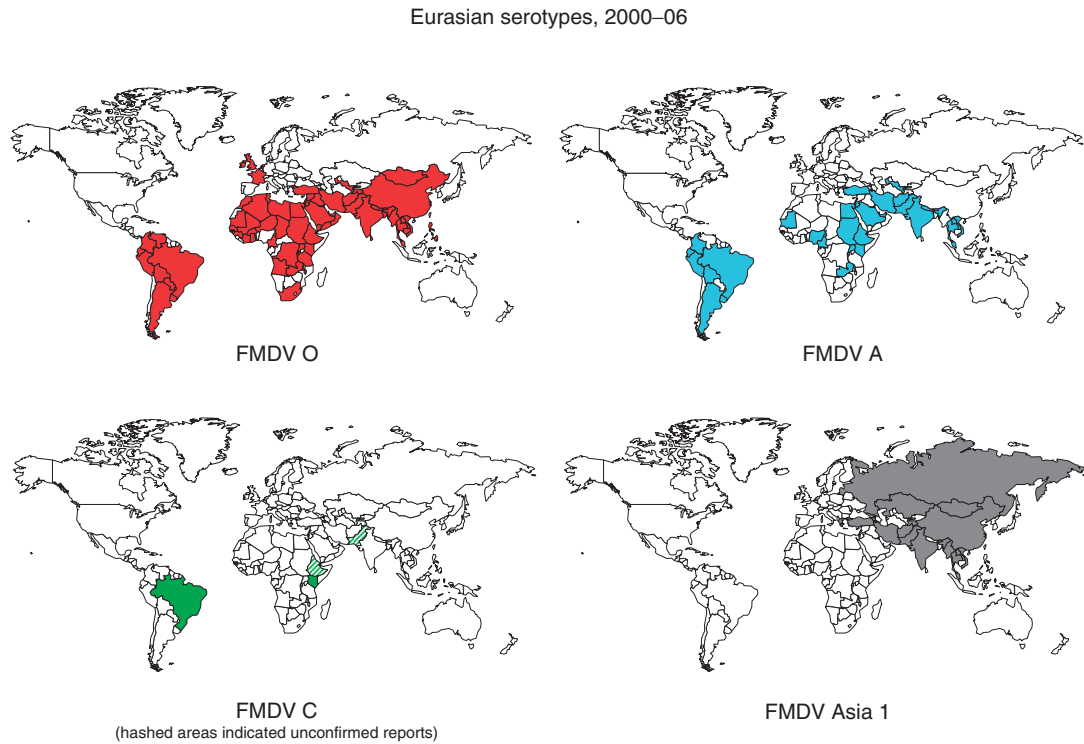 Eurasian serotypes, 2000–06
FMDV O
FMDV A
FMDV C
(hashed areas indicated unconfirmed reports)
FMDV Asia 1